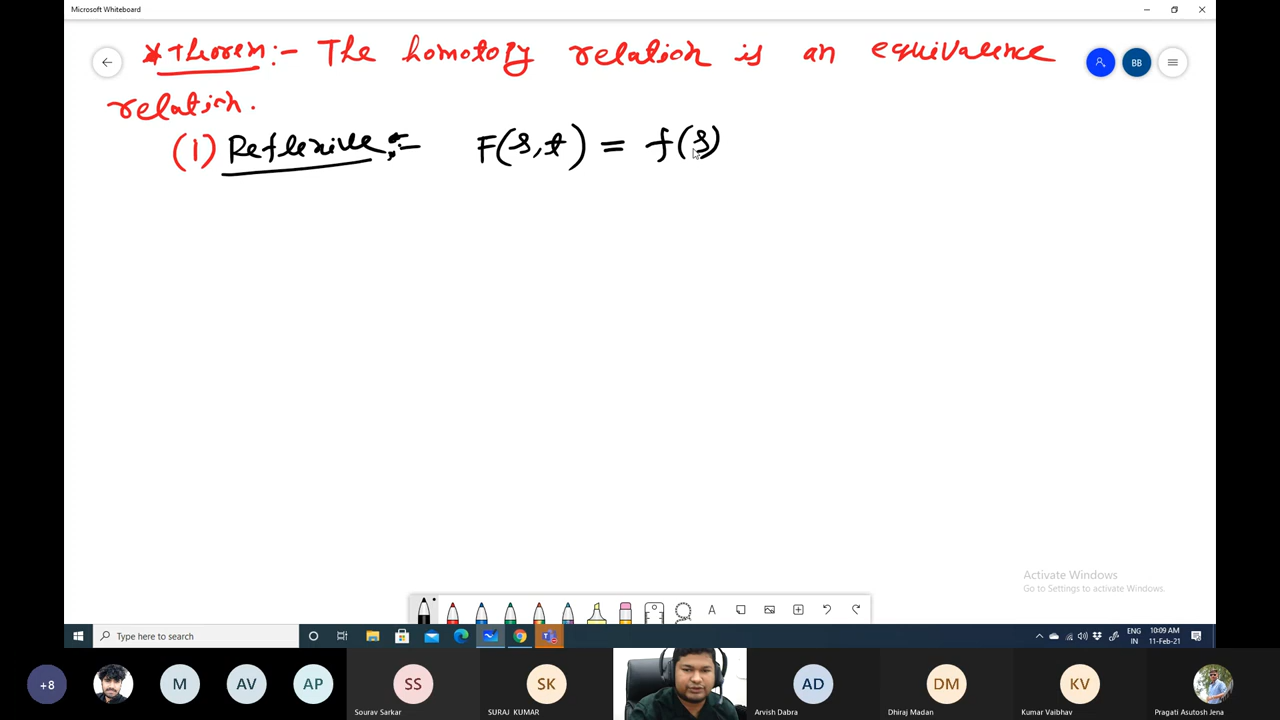 Microsoft Whiteboard
* Theorem :- The homotopy relation is an equivalence
relation.
(1) Reflexive :- F(s,t) = f(s)
BB
Activate Windows
Go to Settings to activate Windows.
A
Type here to search
ENG
IN
10:09 AM
11-Feb-21
+8
M
AV
AP
SS
Sourav Sarkar
SK
SURAJ KUMAR
AD
Arvish Dabra
DM
Dhiraj Madan
KV
Kumar Vaibhav
Pragati Asutosh Jena